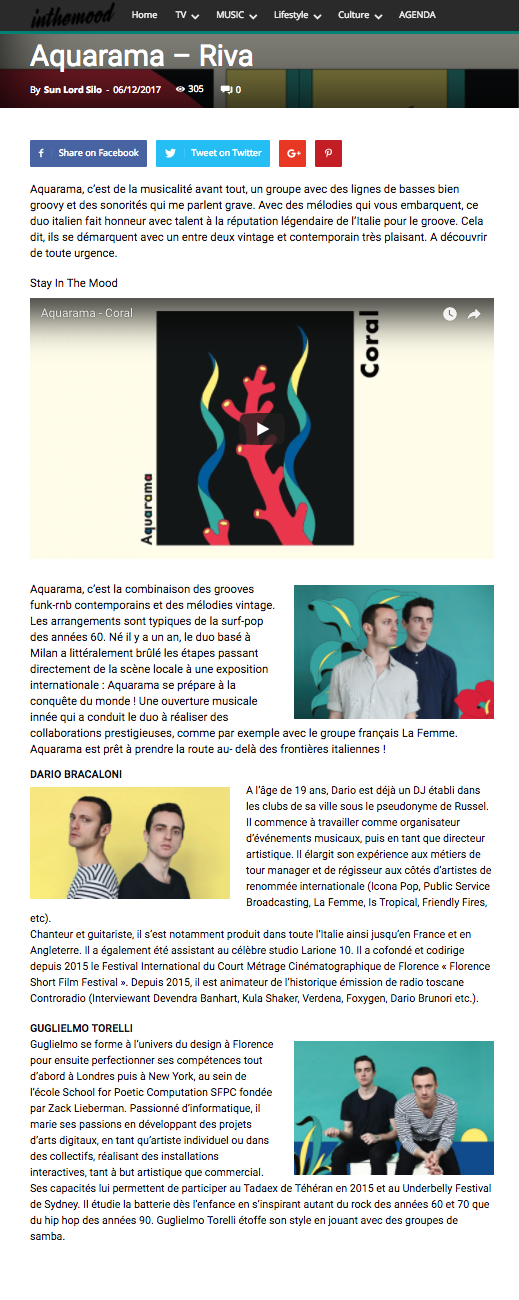 inthemood
Home TV MUSIC Lifestyle Culture AGENDA
Aquarama – Riva
By Sun Lord Silo - 06/12/2017 305 0
Share on Facebook Tweet on Twitter G+
Aquarama, c’est de la musicalité avant tout, un groupe avec des lignes de basses bien
groovy et des sonorités qui me parlent grave. Avec des mélodies qui vous embarquent, ce
duo italien fait honneur avec talent à la réputation légendaire de l’Italie pour le groove. Cela
dit, ils se démarquent avec un entre deux vintage et contemporain très plaisant. A découvrir
de toute urgence.
Stay In The Mood
Aquarama - Coral
Coral
Aquarama
Aquarama, c’est la combinaison des grooves
funk-rnb contemporains et des mélodies vintage.
Les arrangements sont typiques de la surf-pop
des années 60. Né il y a un an, le duo basé à
Milan a littéralement brûlé les étapes passant
directement de la scène locale à une exposition
internationale : Aquarama se prépare à la
conquête du monde ! Une ouverture musicale
innée qui a conduit le duo à réaliser des
collaborations prestigieuses, comme par exemple avec le groupe français La Femme.
Aquarama est prêt à prendre la route au- delà des frontières italiennes !
DARIO BRACALONI
A l’âge de 19 ans, Dario est déjà un DJ établi dans
les clubs de sa ville sous le pseudonyme de Russel.
Il commence à travailler comme organisateur
d’événements musicaux, puis en tant que directeur
artistique. Il élargit son expérience aux métiers de
tour manager et de régisseur aux côtés d’artistes de
renommée internationale (Icona Pop, Public Service
Broadcasting, La Femme, Is Tropical, Friendly Fires,
etc).
Chanteur et guitariste, il s’est notamment produit dans toute l’Italie ainsi jusqu’en France et en
Angleterre. Il a également été assistant au célèbre studio Larione 10. Il a cofondé et codirige
depuis 2015 le Festival International du Court Métrage Cinématographique de Florence « Florence
Short Film Festival ». Depuis 2015, il est animateur de l’historique émission de radio toscane
Controradio (Interviewant Devendra Banhart, Kula Shaker, Verdena, Foxygen, Dario Brunori etc.).
GUGLIELMO TORELLI
Guglielmo se forme à l’univers du design à Florence
pour ensuite perfectionner ses compétences tout
d’abord à Londres puis à New York, au sein de
l’école School for Poetic Computation SFPC fondée
par Zack Lieberman. Passionné d’informatique, il
marie ses passions en développant des projets
d’arts digitaux, en tant qu’artiste individuel ou dans
des collectifs, réalisant des installations
interactives, tant à but artistique que commercial.
Ses capacités lui permettent de participer au Tadaex de Téhéran en 2015 et au Underbelly Festival
de Sydney. Il étudie la batterie dès l’enfance en s’inspirant autant du rock des années 60 et 70 que
du hip hop des années 90. Guglielmo Torelli étoffe son style en jouant avec des groupes de
samba.